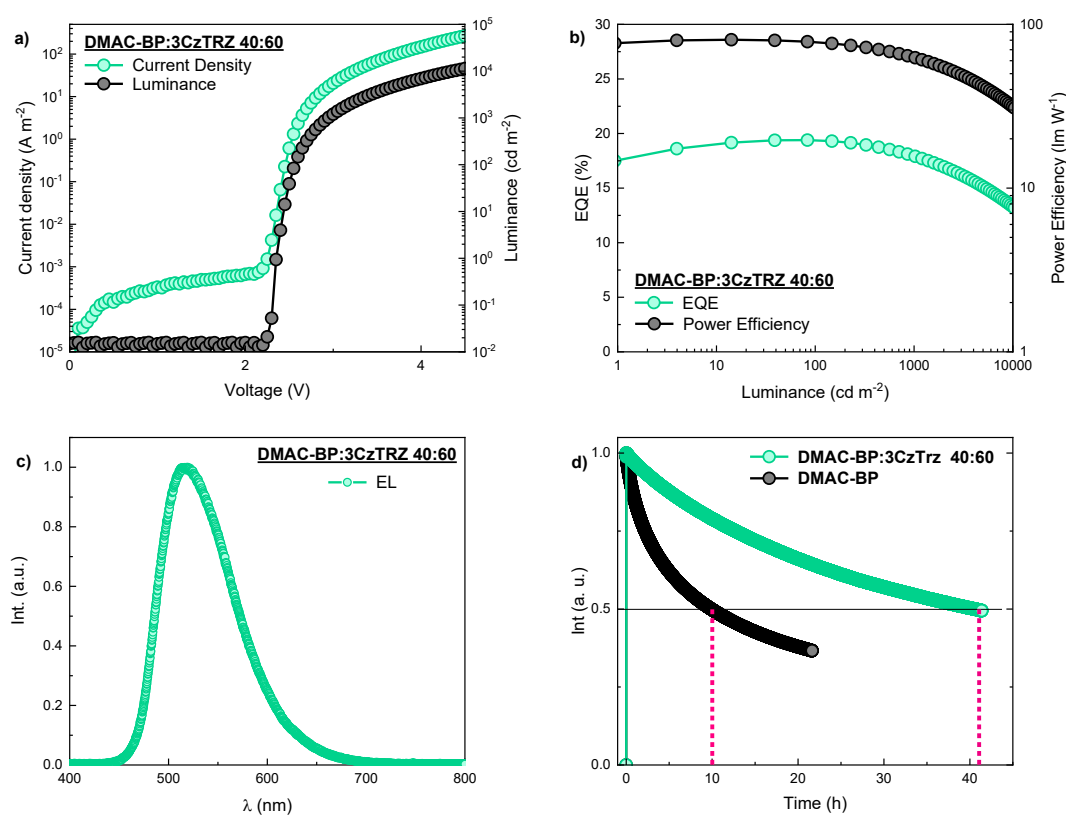 a)
DMAC-BP:3CzTRZ 40:60
Current Density
Luminance
10^2
10^1
10^0
10^-1
10^-2
10^-3
10^-4
10^-5
Current density (A m^-2)
10^5
10^4
10^3
10^2
10^1
10^0
10^-1
10^-2
Luminance (cd m^-2)
0 2 4
Voltage (V)
b)
30
25
20
15
10
5
0
EQE (%)
DMAC-BP:3CzTRZ 40:60
EQE
Power Efficiency
100
10
1
Power Efficiency (lm W^-1)
1 10 100 1000 10000
Luminance (cd m^-2)
c)
DMAC-BP:3CzTRZ 40:60
EL
1.0
0.8
0.6
0.4
0.2
0.0
Int. (a.u.)
400 500 600 700 800
λ (nm)
d)
DMAC-BP:3CzTrz 40:60
DMAC-BP
1.0
0.5
0.0
Int (a. u.)
0 10 20 30 40
Time (h)